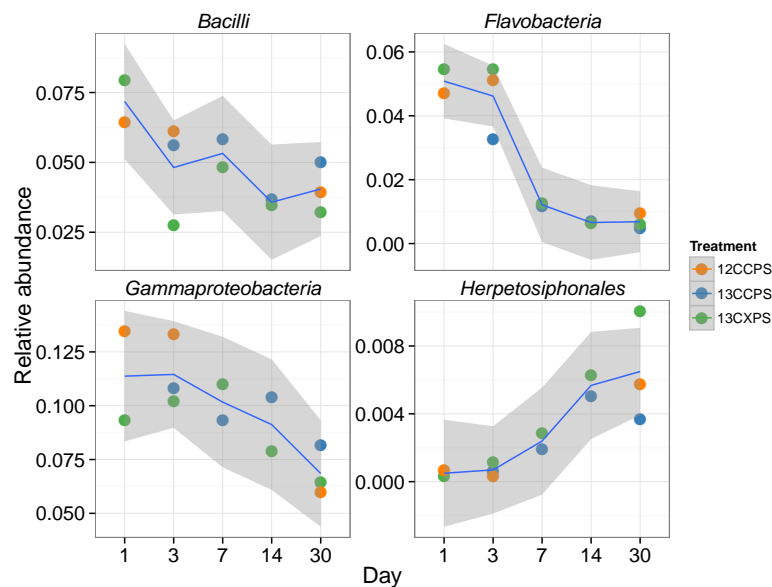 Bacilli
Flavobacteria
0.075
0.050
0.025
0.06
0.04
0.02
0.00
Relative abundance
Gammaproteobacteria
Herpetosiphonales
0.125
0.100
0.075
0.050
0.008
0.004
0.000
1 3 7 14 30
1 3 7 14 30
Day
Treatment
12CCPS
13CCPS
13CXPS